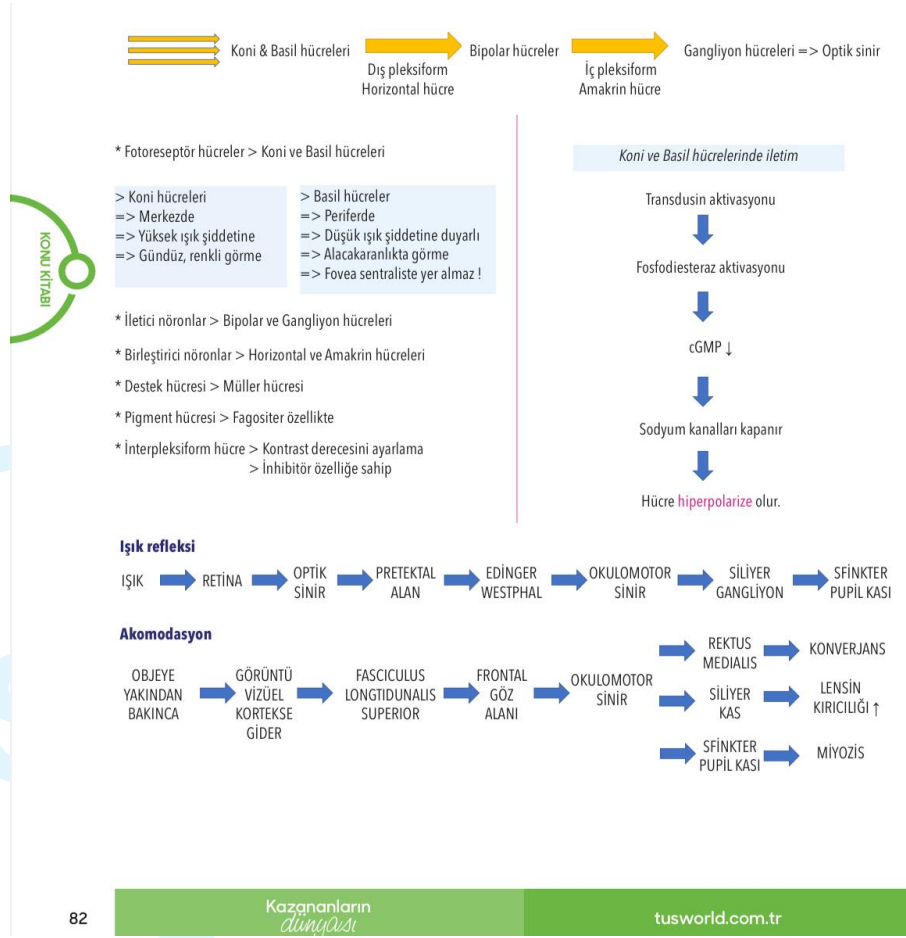 Koni & Basil hücreleri
Dış pleksiform
Horizontal hücre
Bipolar hücreler
İç pleksiform
Amakrin hücre
Gangliyon hücreleri => Optik sinir
* Fotoreseptör hücreler > Koni ve Basil hücreleri
> Koni hücreleri
=> Merkezde
=> Yüksek ışık şiddetine
=> Gündüz, renkli görme
> Basil hücreler
=> Periferde
=> Düşük ışık şiddetine duyarlı
=> Alacakaranlıkta görme
=> Fovea sentraliste yer almaz !
* İletici nöronlar > Bipolar ve Gangliyon hücreleri
* Birleştirici nöronlar > Horizontal ve Amakrin hücreleri
* Destek hücresi > Müller hücresi
* Pigment hücresi > Fagositer özellikte
* İnterpleksiform hücre > Kontrast derecesini ayarlama
> İnhibitör özelliğe sahip
Koni ve Basil hücrelerinde iletim
Transdusin aktivasyonu
Fosfodiesteraz aktivasyonu
cGMP ↓
Sodyum kanalları kapanır
Hücre hiperpolarize olur.
KONU KİTABI
Işık refleksi
IŞIK
RETİNA
OPTİK
SİNİR
PRETEKTAL
ALAN
EDİNGER
WESTPHAL
OKULOMOTOR
SİNİR
SİLİYER
GANGLİYON
SFİNKTER
PUPİL KASI
Akomodasyon
OBJEYE
YAKINDAN
BAKINCA
GÖRÜNTÜ
VİZÜEL
KORTEKSE
GİDER
FASCICULUS
LONGTIDUNALIS
SUPERIOR
FRONTAL
GÖZ
ALANI
OKULOMOTOR
SİNİR
REKTUS
MEDIALIS
KONVERJANS
SİLİYER
KAS
LENSİN
KIRICILIĞI ↑
SFİNKTER
PUPİL KASI
MİYOZİS
82
Kazananların
dünyası
tusworld.com.tr